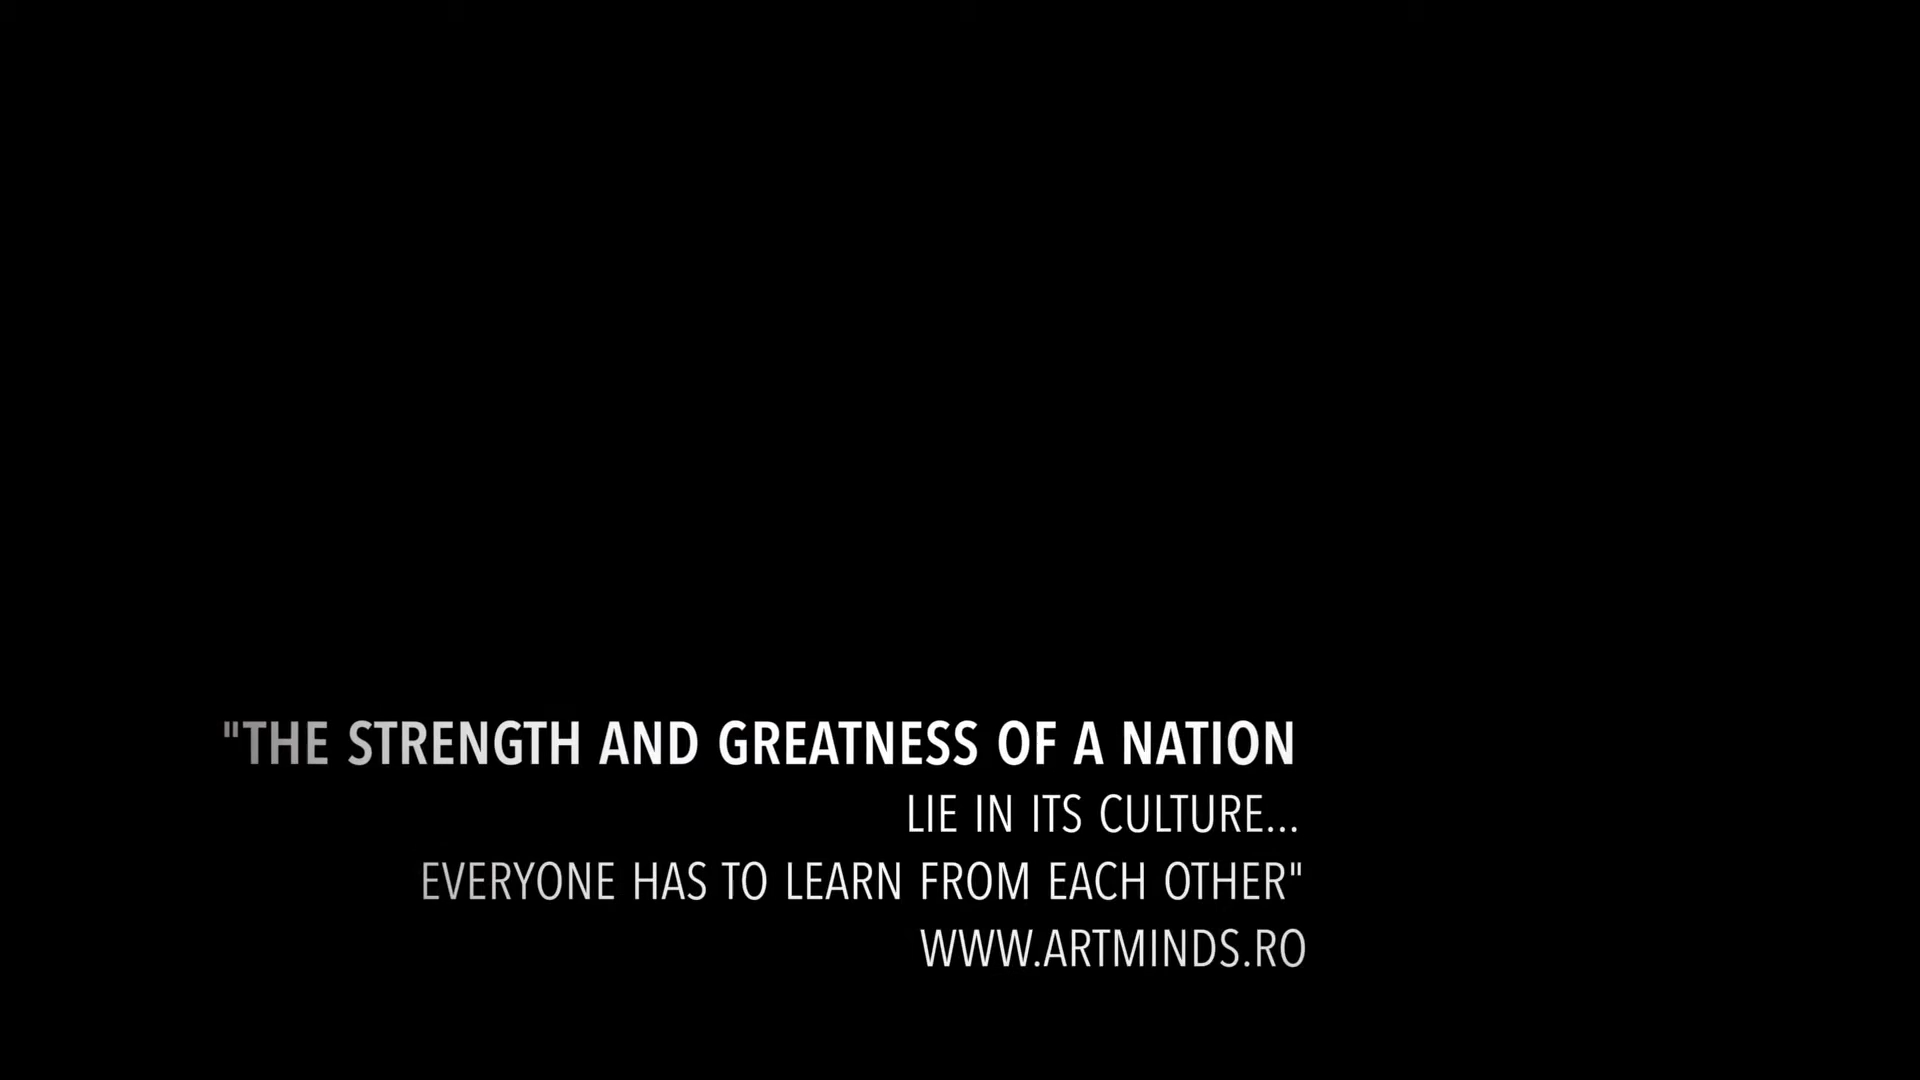 "THE STRENGTH AND GREATNESS OF A NATION
LIE IN ITS CULTURE...
EVERYONE HAS TO LEARN FROM EACH OTHER"
WWW.ARTMINDS.RO